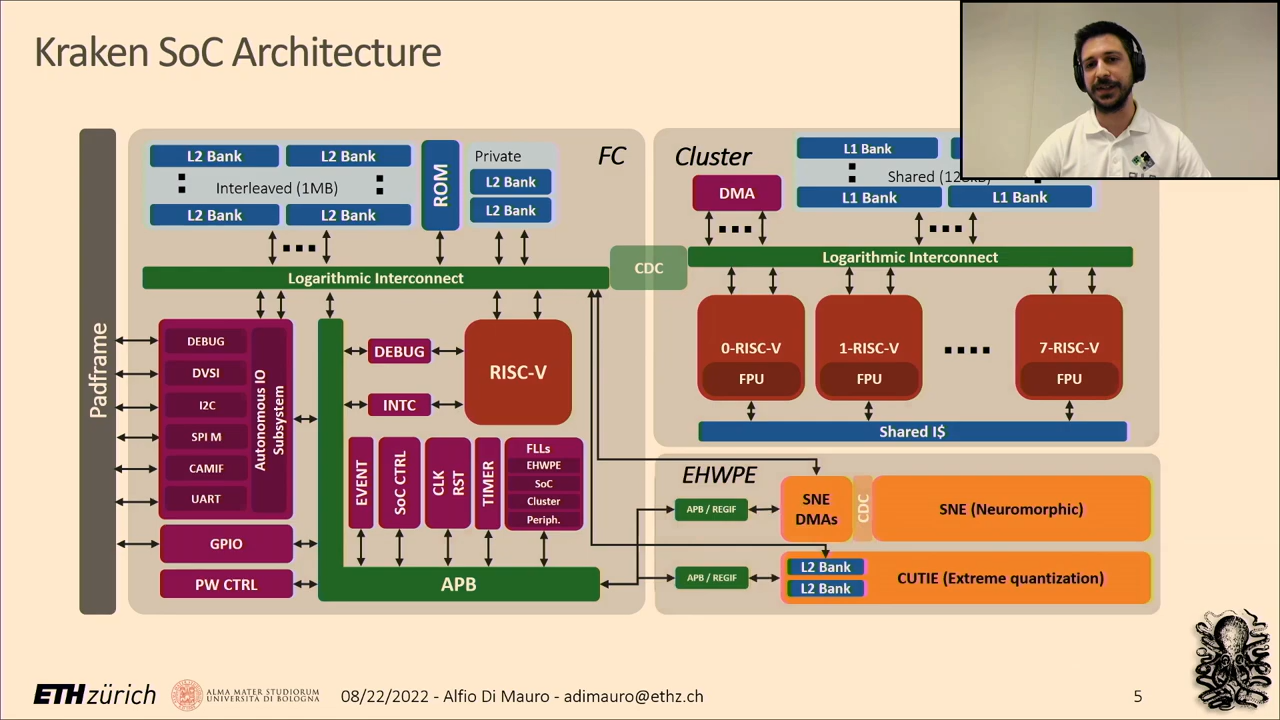 Kraken SoC Architecture
Padframe
FC
L2 Bank
L2 Bank
Interleaved (1MB)
L2 Bank
L2 Bank
ROM
Private
L2 Bank
L2 Bank
Logarithmic Interconnect
CDC
DEBUG
DVSI
I2C
SPI M
CAMIF
UART
Autonomous IO
Subsystem
GPIO
PW CTRL
DEBUG
INTC
RISC-V
EVENT
SoC CTRL
CLK
RST
TIMER
FLLs
EHWPE
SoC
Cluster
Periph.
APB
Cluster
DMA
L1 Bank
Shared
L1 Bank
L1 Bank
Logarithmic Interconnect
0-RISC-V
FPU
1-RISC-V
FPU
7-RISC-V
FPU
Shared I$
EHWPE
APB / REGIF
SNE
DMAs
CDC
SNE (Neuromorphic)
APB / REGIF
L2 Bank
L2 Bank
CUTIE (Extreme quantization)
ETH zürich
ALMA MATER STUDIORUM
UNIVERSITÀ DI BOLOGNA
08/22/2022 - Alfio Di Mauro - adimauro@ethz.ch
5